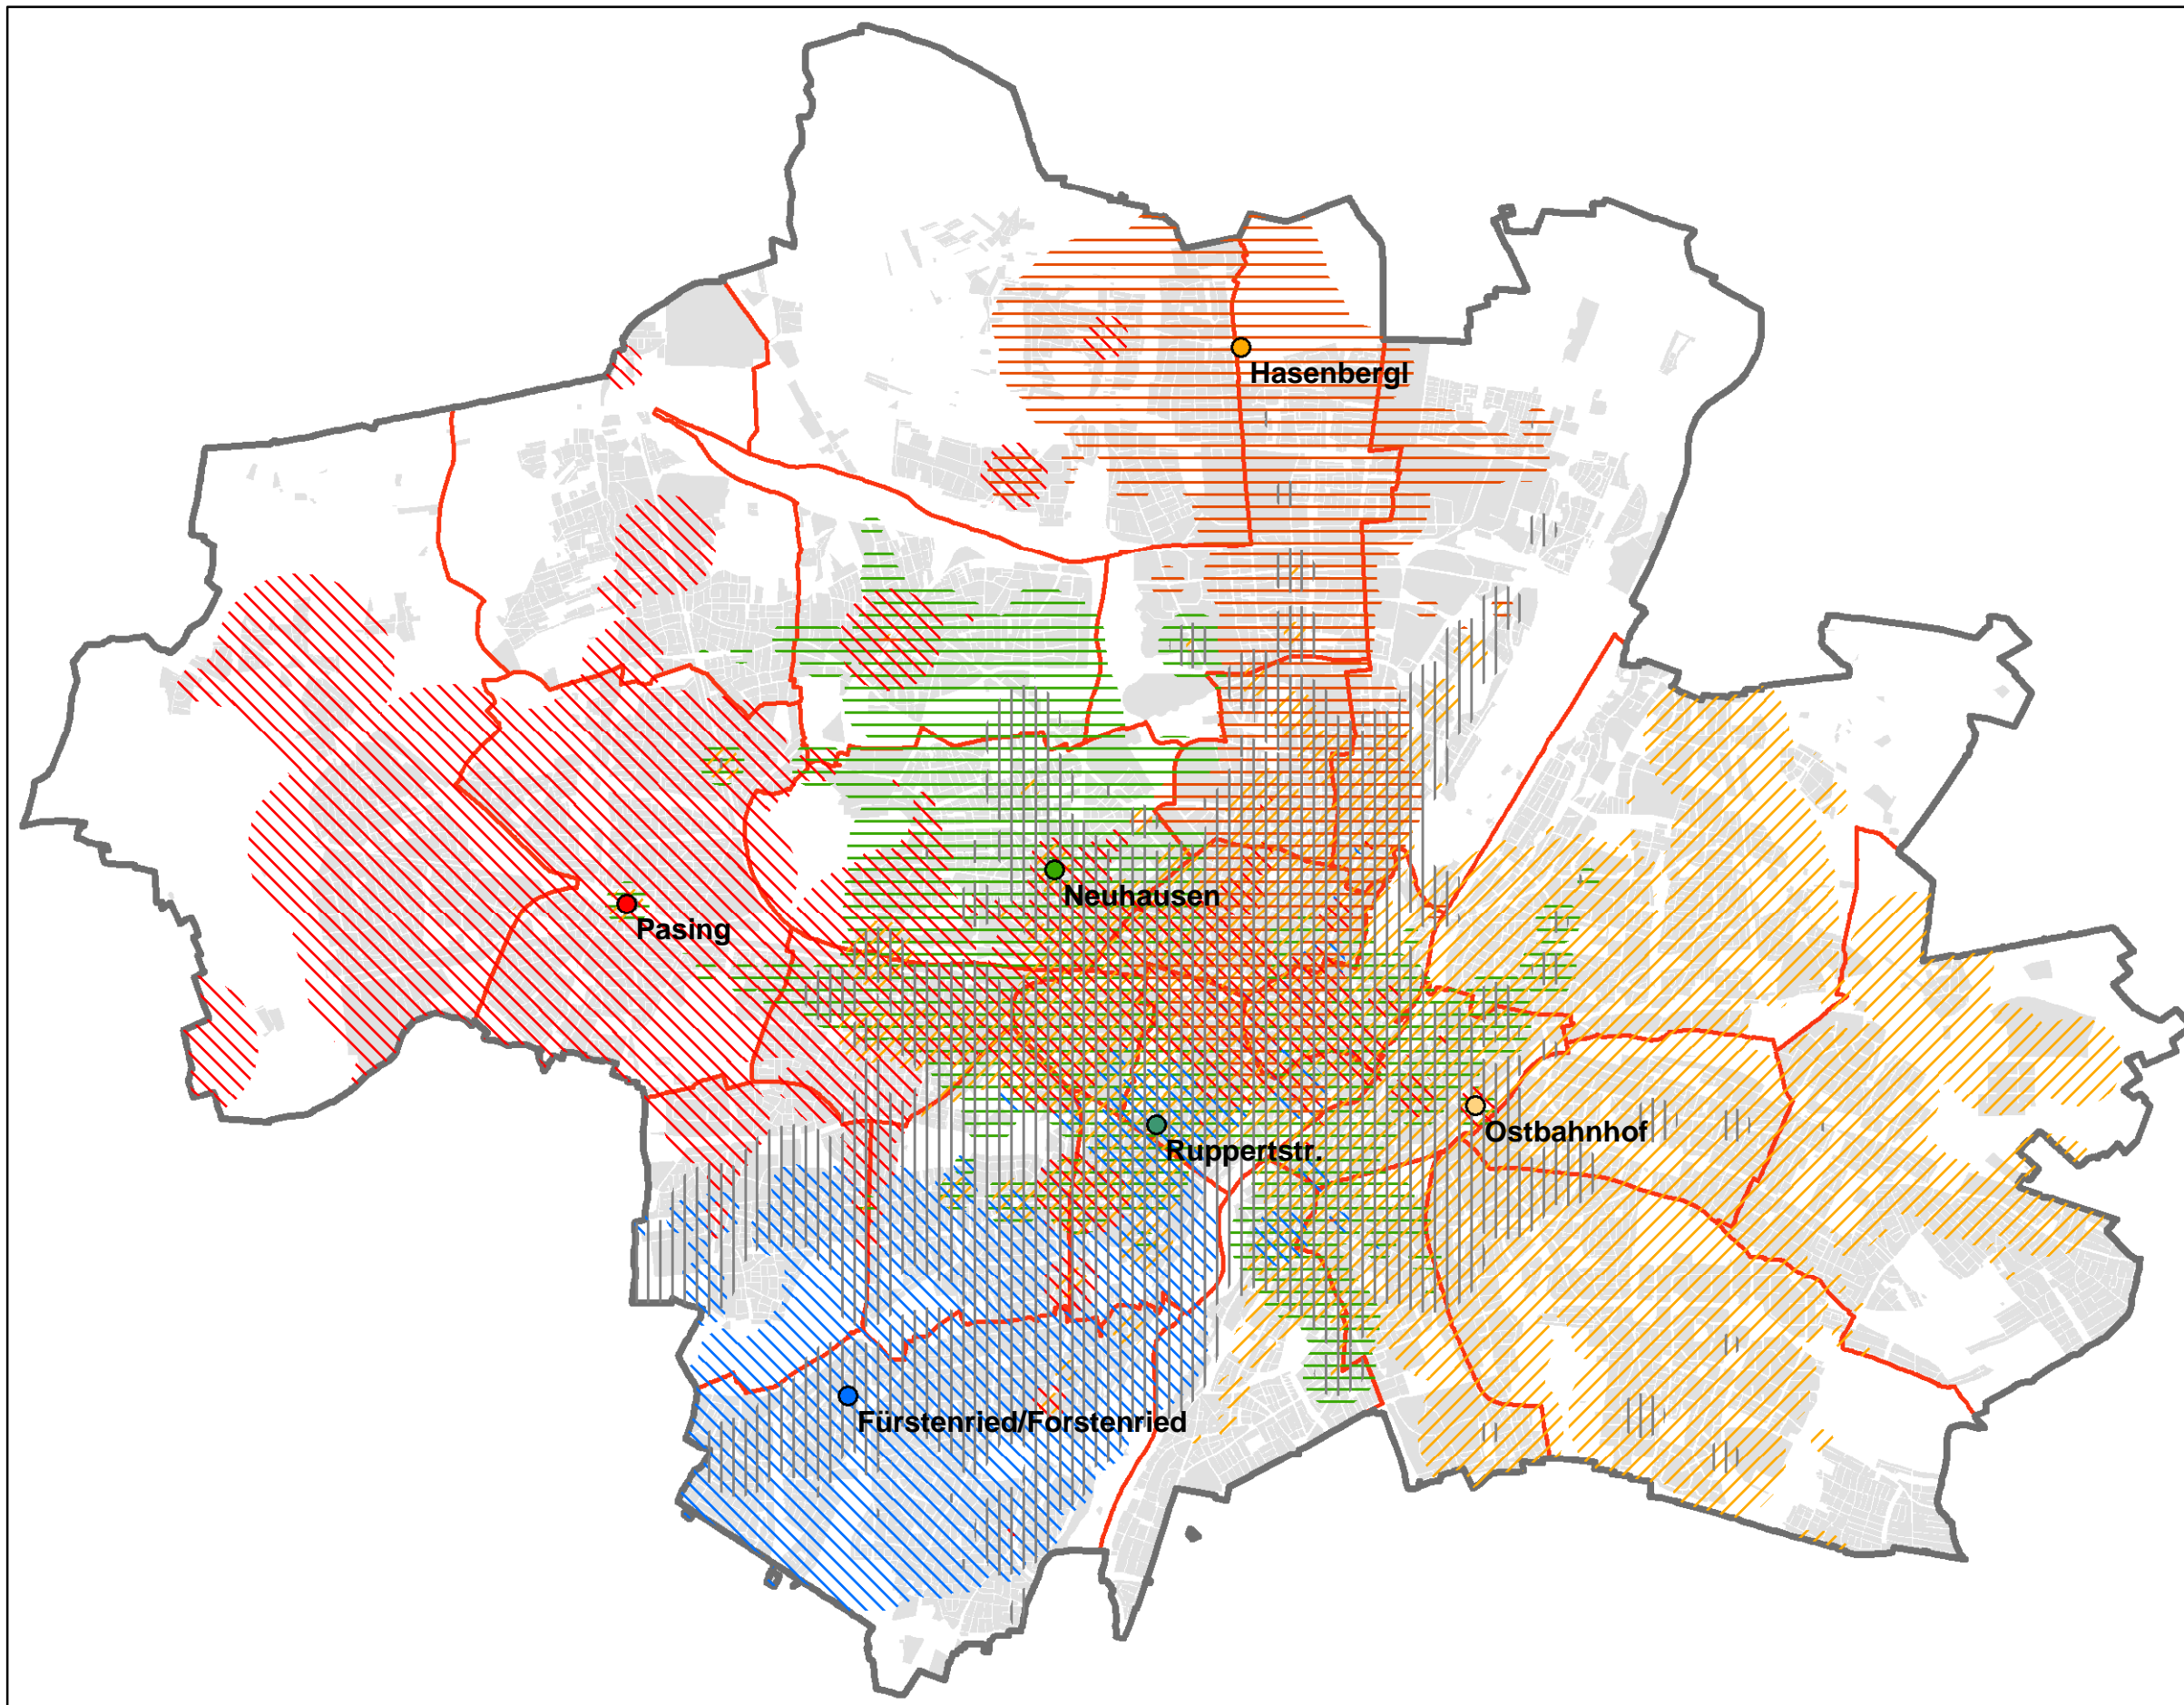 Hasenbergl
Neuhausen
Pasing
Ostbahnhof
Ruppertstr.
Fürstenried/Forstenried